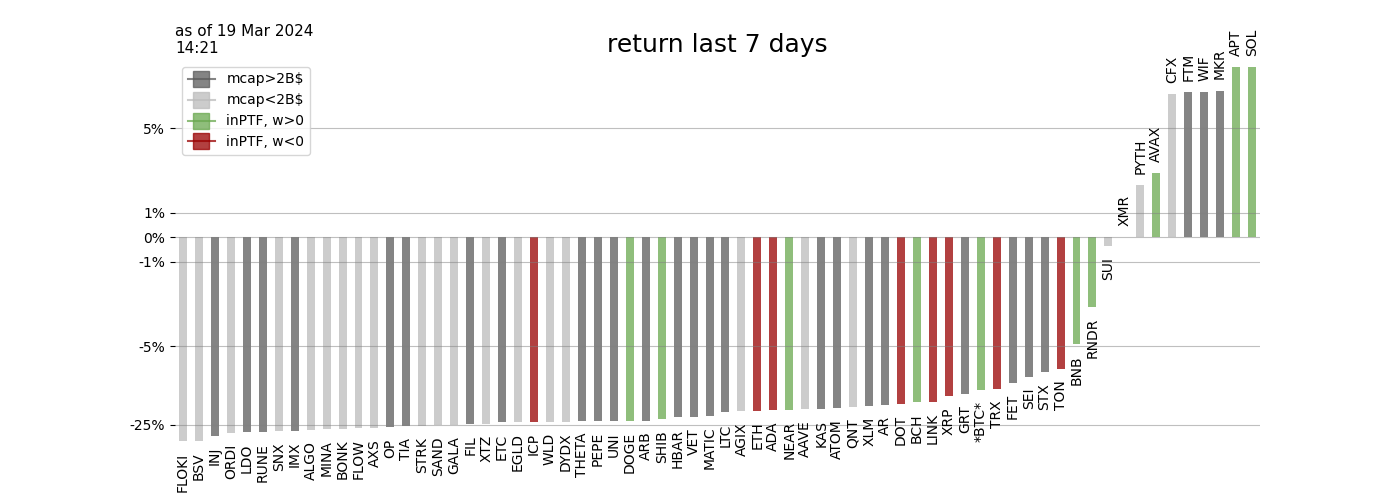 as of 19 Mar 2024
14:21
return last 7 days
mcap>2B$
mcap<2B$
inPTF, w>0
inPTF, w<0
5%
1%
0%
-1%
-5%
-25%
FLOKI
BSV
INJ
ORDI
LDO
RUNE
SNX
IMX
ALGO
MINA
BONK
FLOW
AXS
OP
TIA
STRK
SAND
GALA
FIL
XTZ
ETC
EGLD
ICP
WLD
DYDX
THETA
PEPE
UNI
DOGE
ARB
SHIB
HBAR
VET
MATIC
LTC
AGIX
ETH
ADA
NEAR
AAVE
KAS
ATOM
QNT
XLM
AR
DOT
BCH
LINK
XRP
GRT
*BTC*
TRX
FET
SEI
STX
TON
BNB
RNDR
SUI
XMR
PYTH
AVAX
CFX
FTM
WIF
MKR
APT
SOL